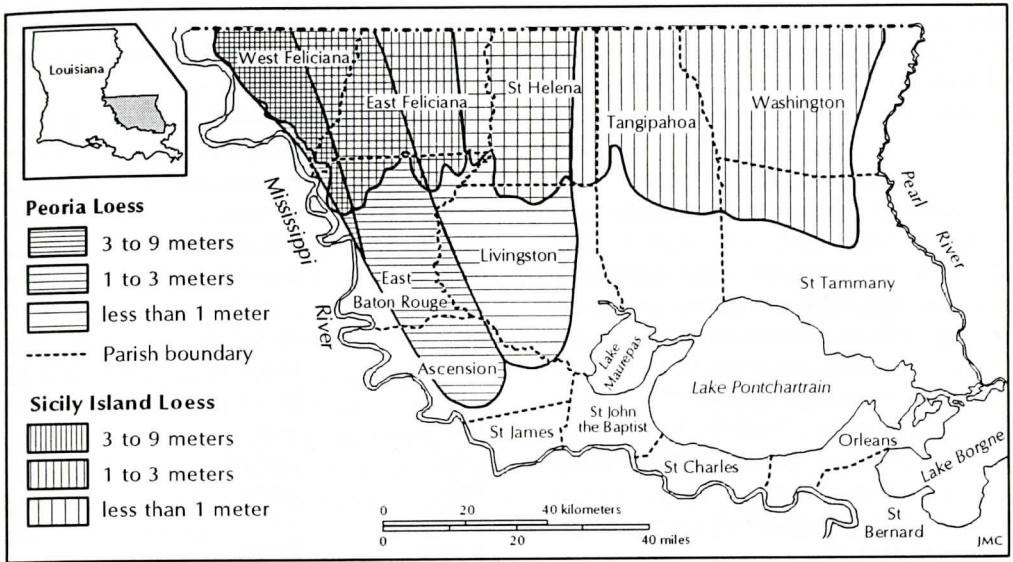 Louisiana
Peoria Loess
3 to 9 meters
1 to 3 meters
less than 1 meter
Parish boundary
Sicily Island Loess
3 to 9 meters
1 to 3 meters
less than 1 meter
West Feliciana
East Feliciana
St Helena
Tangipahoa
Washington
Mississippi
River
Pearl
River
East
Baton Rouge
Livingston
St Tammany
Ascension
Lake
Maurepas
Lake Pontchartrain
St James
St John
the Baptist
St Charles
Orleans
Lake Borgne
St
Bernard
0 20 40 kilometers
0 20 40 miles
JMC